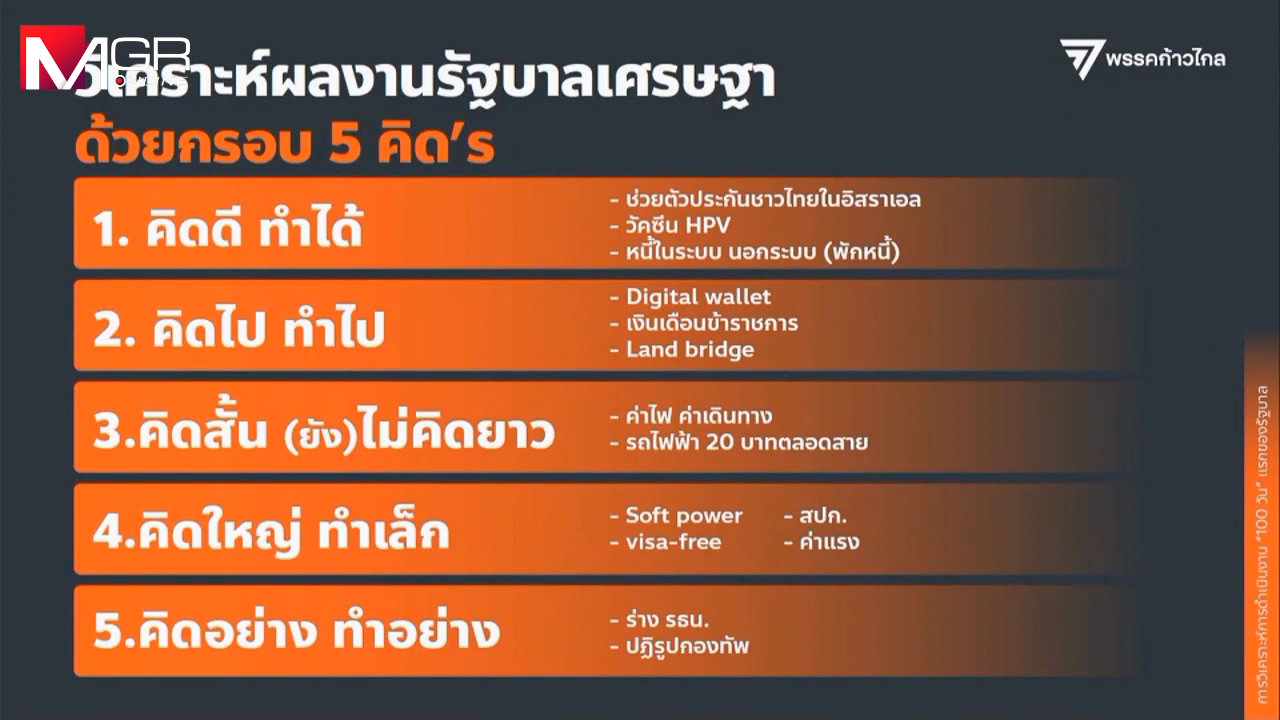 MGR
ONLINE
พรรคก้าวไกล
วิเคราะห์ผลงานรัฐบาลเศรษฐา
ด้วยกรอบ 5 คิด’s
1. คิดดี ทำได้
- ช่วยตัวประกันชาวไทยในอิสราเอล
- วัคซีน HPV
- หนี้ในระบบ นอกระบบ (พักหนี้)
2. คิดไป ทำไป
- Digital wallet
- เงินเดือนข้าราชการ
- Land bridge
3.คิดสั้น (ยัง)ไม่คิดยาว
- ค่าไฟ ค่าเดินทาง
- รถไฟฟ้า 20 บาทตลอดสาย
4.คิดใหญ่ ทำเล็ก
- Soft power - สปก.
- visa-free - ค่าแรง
5.คิดอย่าง ทำอย่าง
- ร่าง รธน.
- ปฏิรูปกองทัพ
การวิเคราะห์การดำเนินงาน "100 วัน" แรกของรัฐบาล